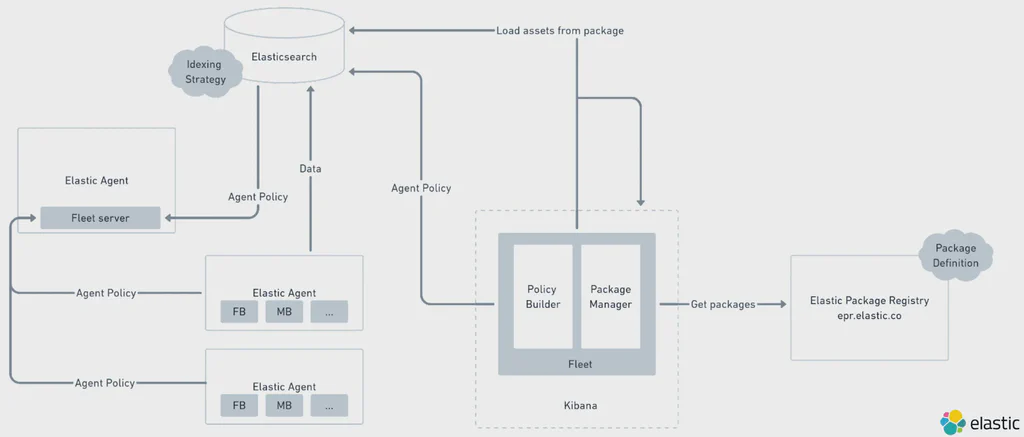 Load assets from package
Elasticsearch
Idexing
Strategy
Elastic Agent
Data
Agent Policy
Agent Policy
Fleet server
Package
Definition
Elastic Agent
Agent Policy
FB
MB
...
Policy
Builder
Package
Manager
Get packages
Elastic Package Registry
epr.elastic.co
Fleet
Elastic Agent
Agent Policy
FB
MB
...
Kibana
elastic